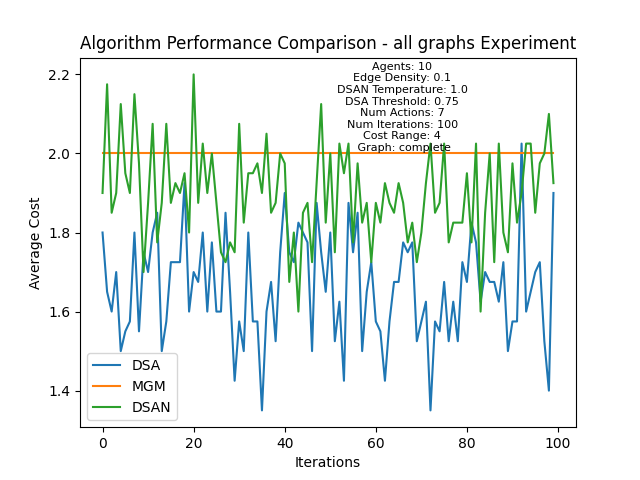 Algorithm Performance Comparison - all graphs Experiment
Agents: 10
Edge Density: 0.1
DSAN Temperature: 1.0
DSA Threshold: 0.75
Num Actions: 7
Num Iterations: 100
Cost Range: 4
Graph: complete
2.2
2.0
1.8
1.6
1.4
Average Cost
DSA
MGM
DSAN
0
20
40
60
80
100
Iterations